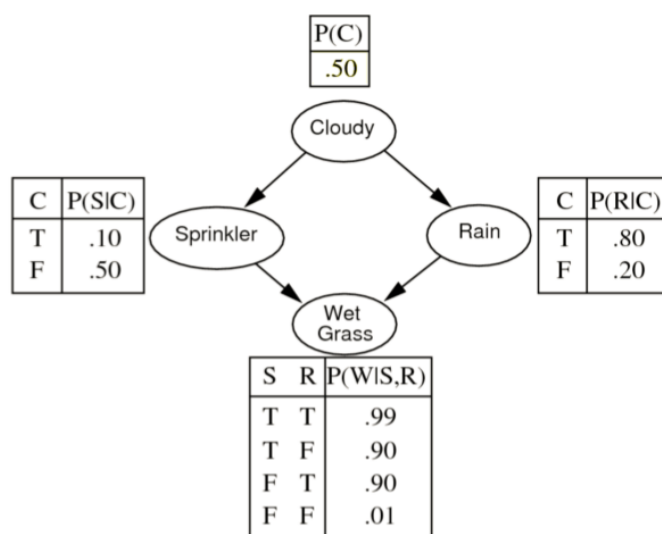 P(C)
.50
Cloudy
C P(S|C)
T .10
F .50
Sprinkler
Rain
C P(R|C)
T .80
F .20
Wet
Grass
S R P(W|S,R)
T T .99
T F .90
F T .90
F F .01